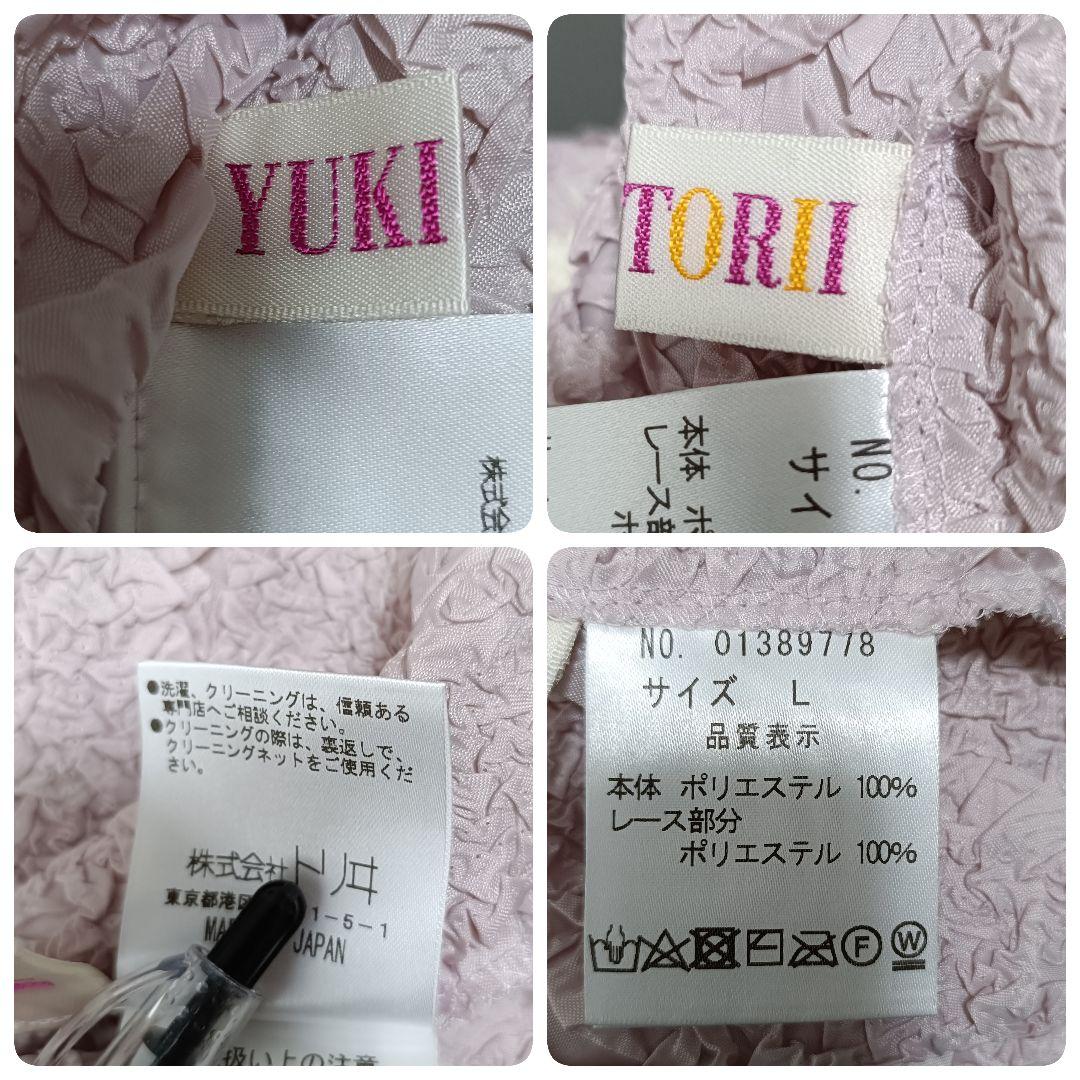 YUKI
株式会
TORII
NO.
サイ
本体 ポ
レース部
ポ
●洗濯、クリーニングは、信頼ある
専門店へご相談ください。
●クリーニングの際は、裏返しで、
クリーニングネットをご使用くだ
さい。
株式会社トリヰ
東京都港区 1-5-1
JAPAN
扱い上の注意
NO. 01389778
サイズ L
品質表示
本体 ポリエステル 100%
レース部分
ポリエステル 100%
F W